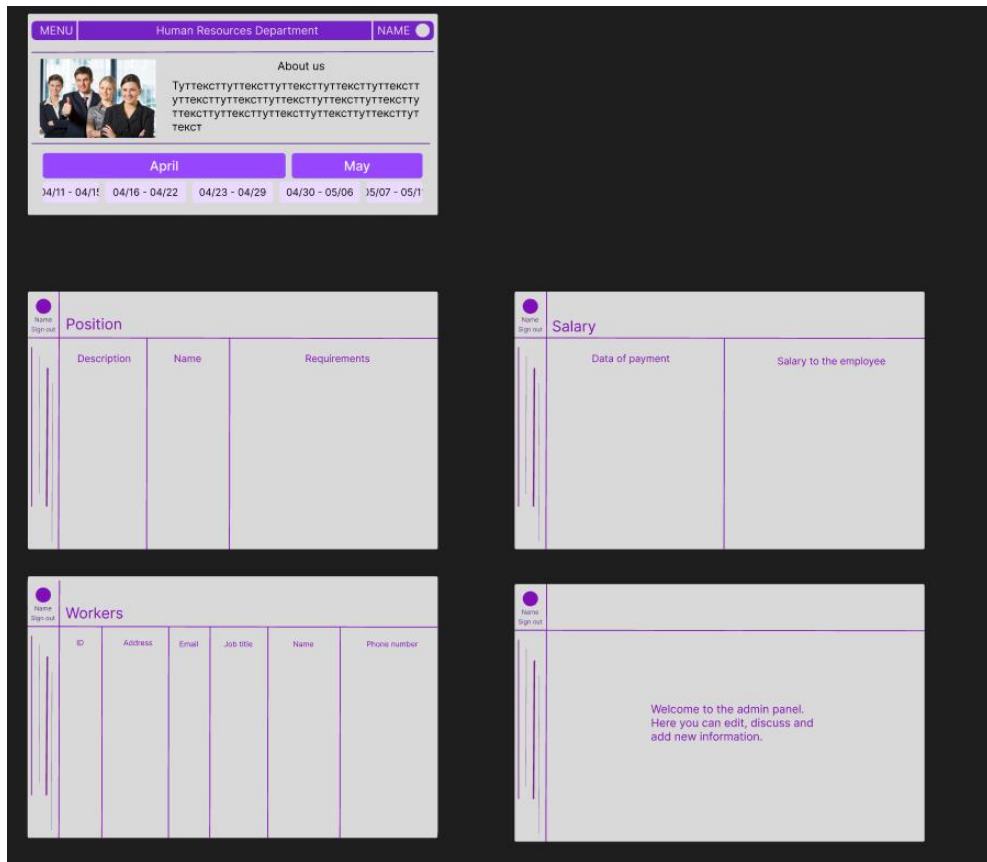 MENU
Human Resources Department
NAME
About us
Туттексттуттексттуттексттуттексттуттекстт
уттексттуттексттуттексттуттексттуттекстту
ттексттуттексттуттексттуттексттуттексттут
текст
April
May
04/16 - 04/22
04/23 - 04/29
04/30 - 05/06
Name
Sign out
Position
Description
Name
Requirements
Name
Sign out
Salary
Data of payment
Salary to the employee
Name
Sign out
Workers
ID
Address
Email
Job title
Name
Phone number
Name
Sign out
Welcome to the admin panel.
Here you can edit, discuss and
add new information.